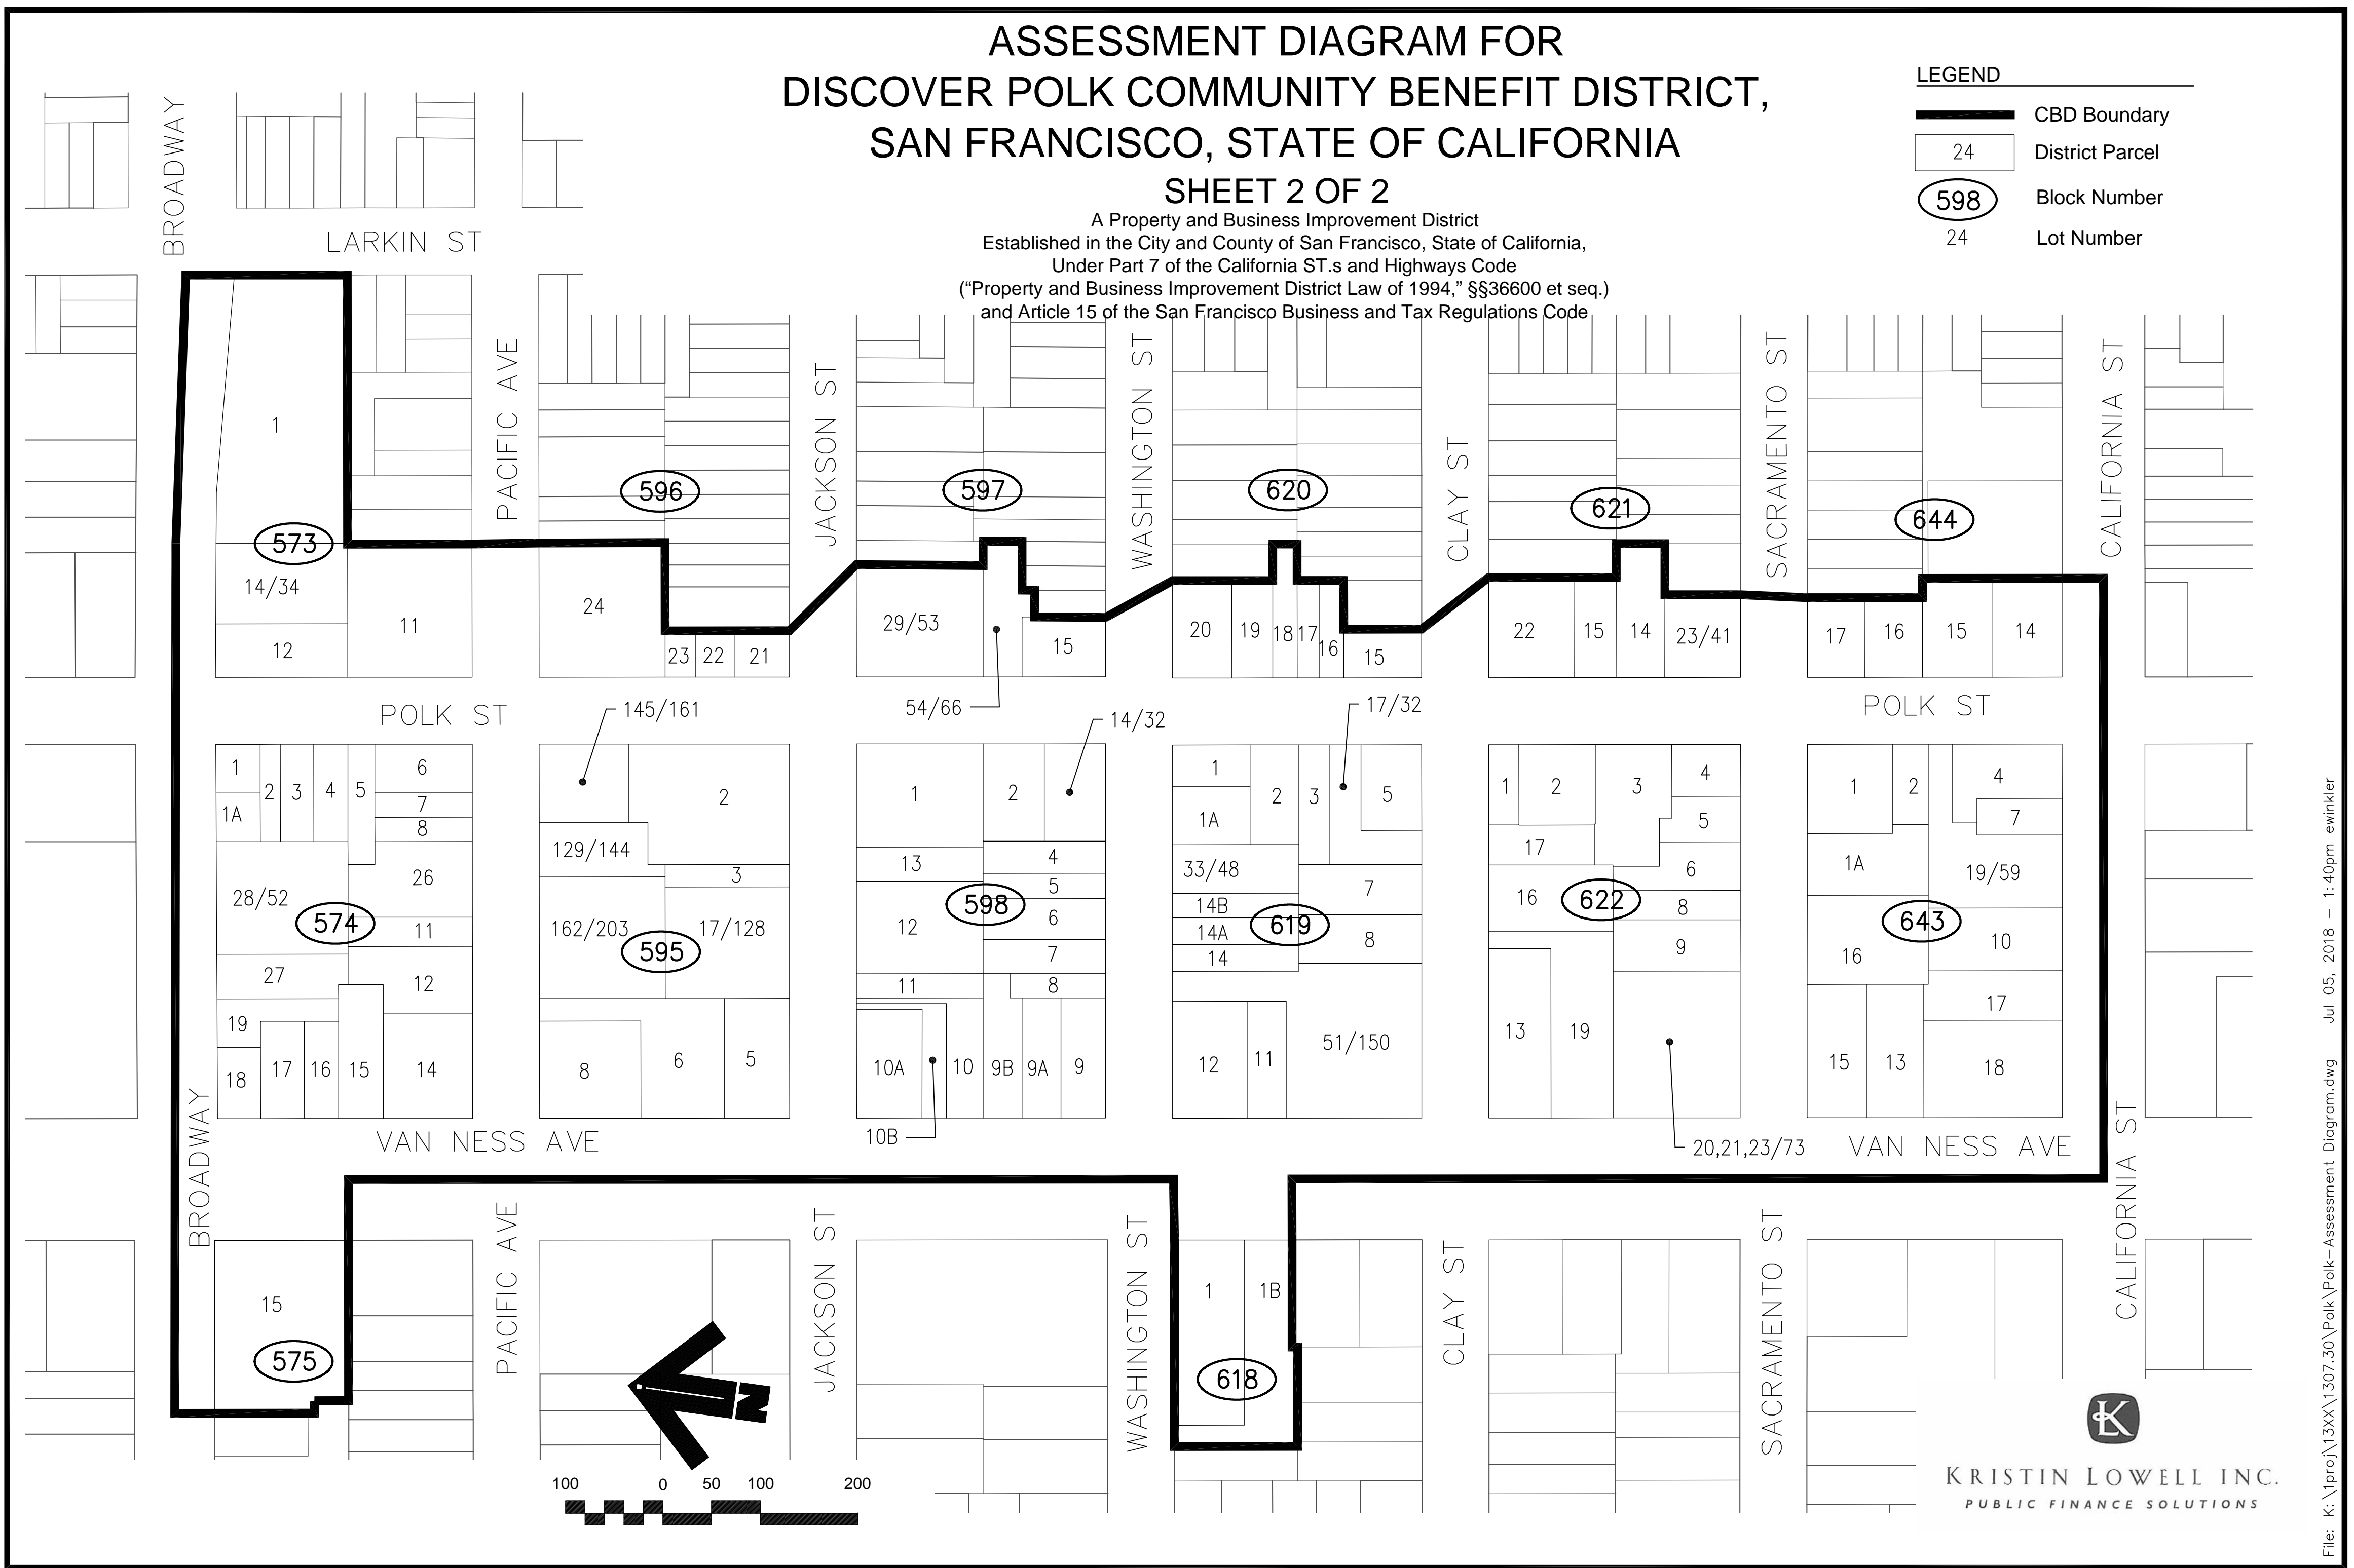 ASSESSMENT DIAGRAM FOR
DISCOVER POLK COMMUNITY BENEFIT DISTRICT,
SAN FRANCISCO, STATE OF CALIFORNIA
SHEET 2 OF 2
A Property and Business Improvement District
Established in the City and County of San Francisco, State of California,
Under Part 7 of the California ST.s and Highways Code
(“Property and Business Improvement District Law of 1994,” §§36600 et seq.)
and Article 15 of the San Francisco Business and Tax Regulations Code
LEGEND
CBD Boundary
24 District Parcel
598 Block Number
24 Lot Number
BROADWAY
LARKIN ST
PACIFIC AVE
JACKSON ST
WASHINGTON ST
CLAY ST
SACRAMENTO ST
CALIFORNIA ST
1
573
14/34
12
11
596
24
23
22
21
597
29/53
54/66
15
620
20
19
18
17
16
15
621
22
15
14
23/41
644
17
16
15
14
POLK ST
POLK ST
1
1A
2
3
4
5
6
7
8
28/52
26
574
11
27
12
19
18
17
16
15
14
145/161
2
129/144
3
162/203
17/128
595
8
6
5
1
2
14/32
13
4
5
598
12
6
7
11
8
10A
10B
10
9B
9A
9
1
1A
2
3
17/32
5
33/48
7
14B
619
14A
8
14
12
11
51/150
1
2
3
4
5
17
6
16
622
8
9
13
19
20,21,23/73
1
2
4
7
1A
19/59
643
16
10
17
15
13
18
BROADWAY
VAN NESS AVE
VAN NESS AVE
PACIFIC AVE
JACKSON ST
WASHINGTON ST
CLAY ST
SACRAMENTO ST
CALIFORNIA ST
15
575
1
1B
618
N
100 0 50 100 200
K
KRISTIN LOWELL INC.
PUBLIC FINANCE SOLUTIONS
File: K:\1proj\13XX\1307.30\Polk\Polk-Assessment Diagram.dwg Jul 05, 2018 - 1:40pm ewinkler